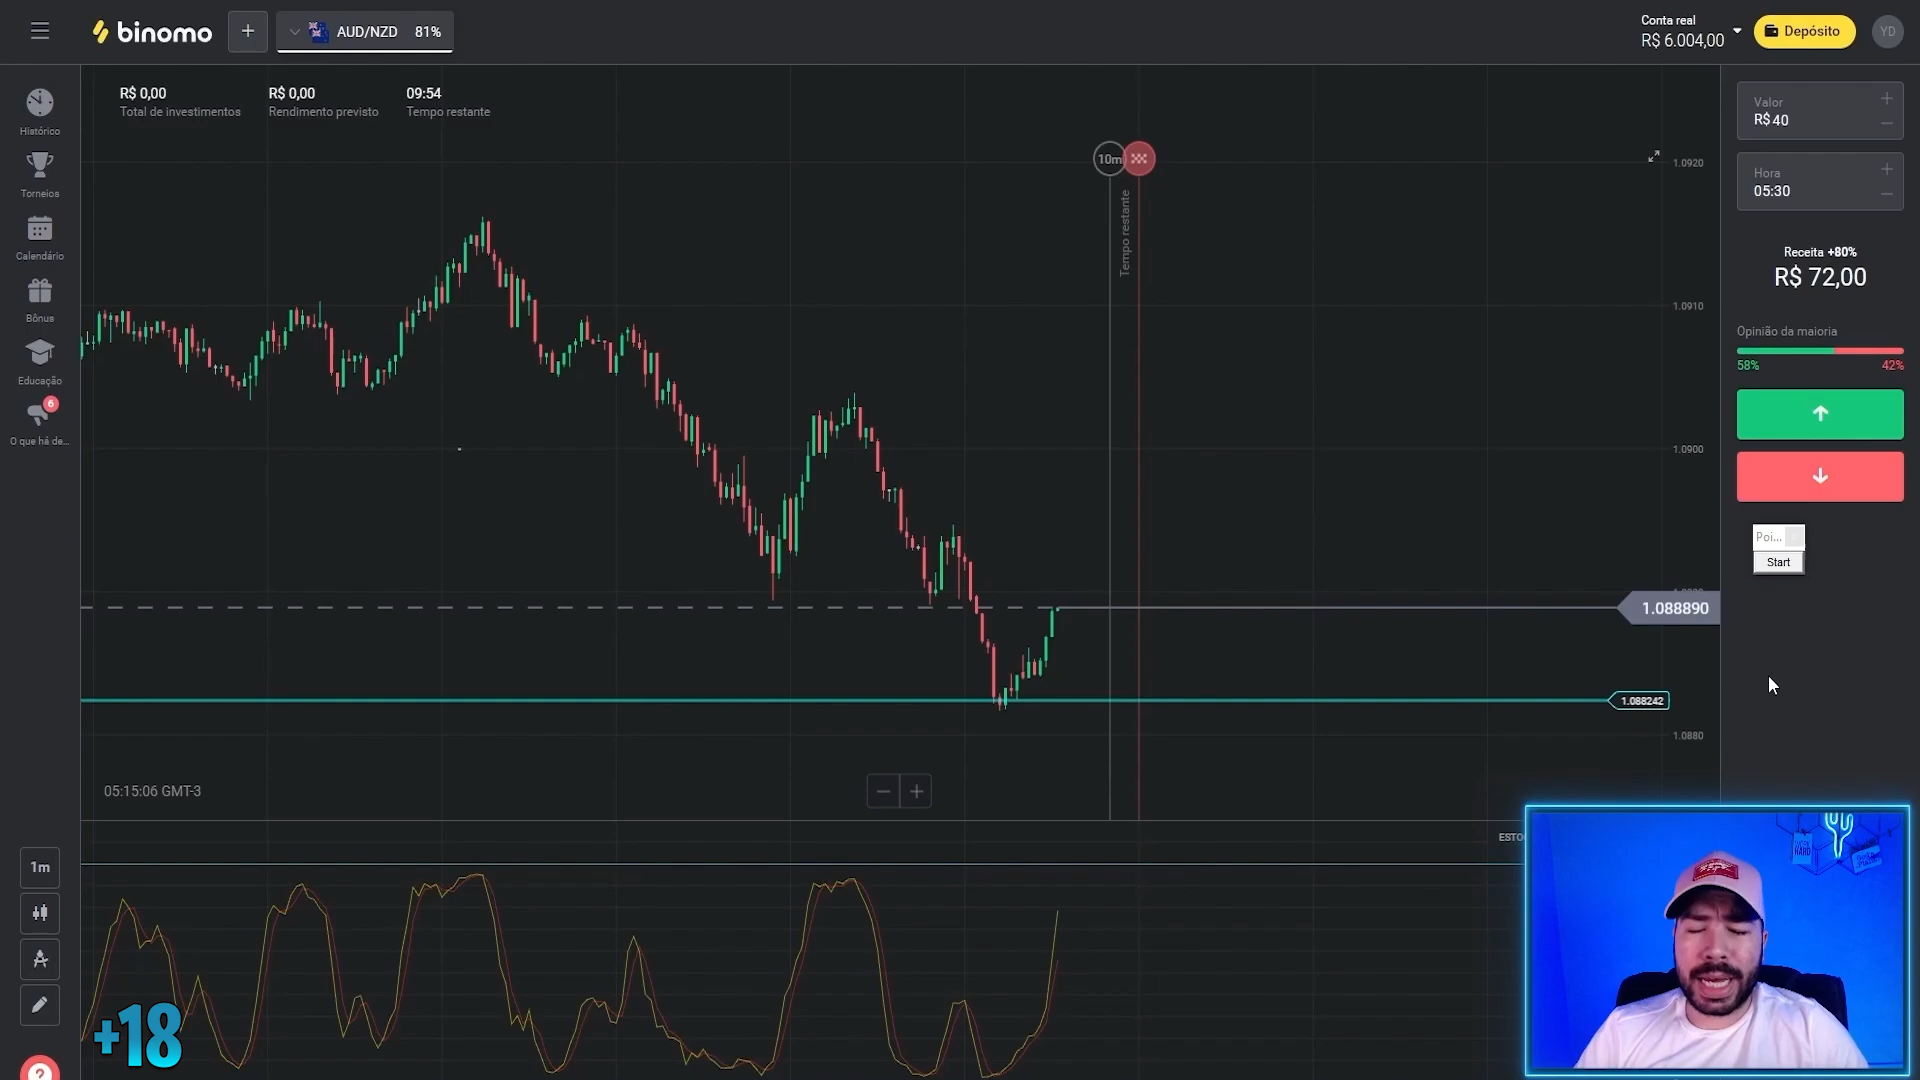 binomo
AUD/NZD 81%
Conta real
R$ 6.004,00
Depósito
YD
R$ 0,00
Total de investimentos
R$ 0,00
Rendimento previsto
09:54
Tempo restante
Histórico
Torneios
Calendário
Bônus
Educação
6
O que há de...
10m
Tempo restante
1.0920
1.0910
1.0900
1.088890
1.088242
1.0880
Valor
R$ 40
Hora
05:30
Receita +80%
R$ 72,00
Opinião da maioria
58% 42%
Poi...
Start
05:15:06 GMT-3
ESTO
1m
+18
?